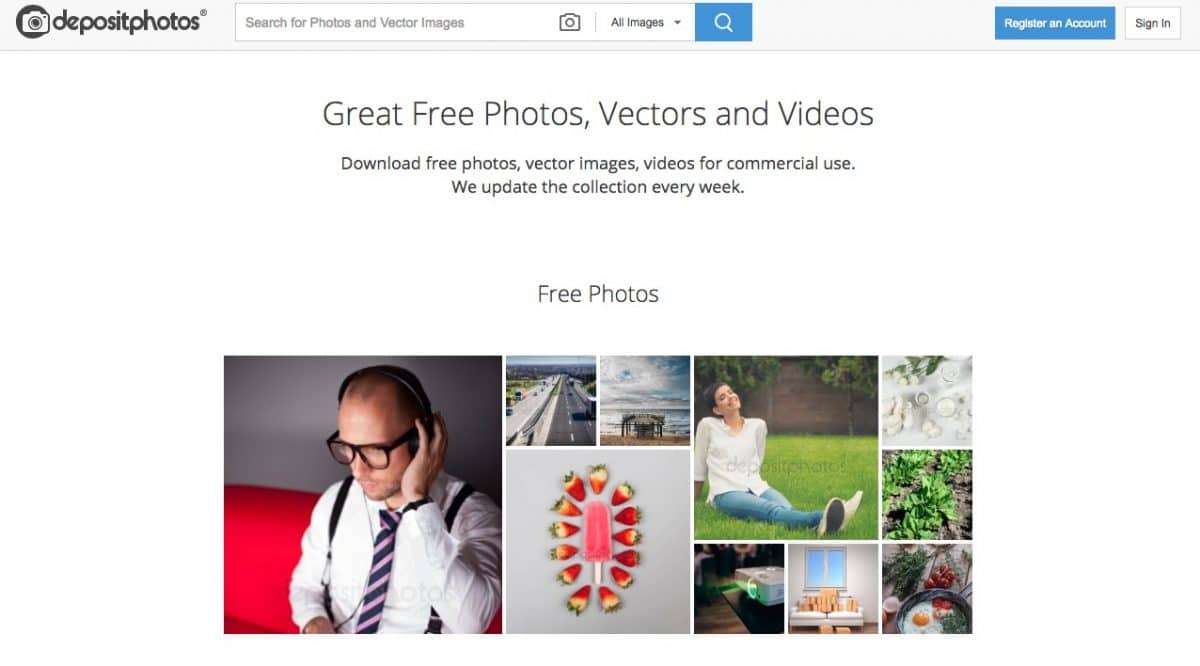 depositphotos®
Search for Photos and Vector Images
All Images
Register an Account
Sign In
Great Free Photos, Vectors and Videos
Download free photos, vector images, videos for commercial use.
We update the collection every week.
Free Photos
depositphotos
depositphotos